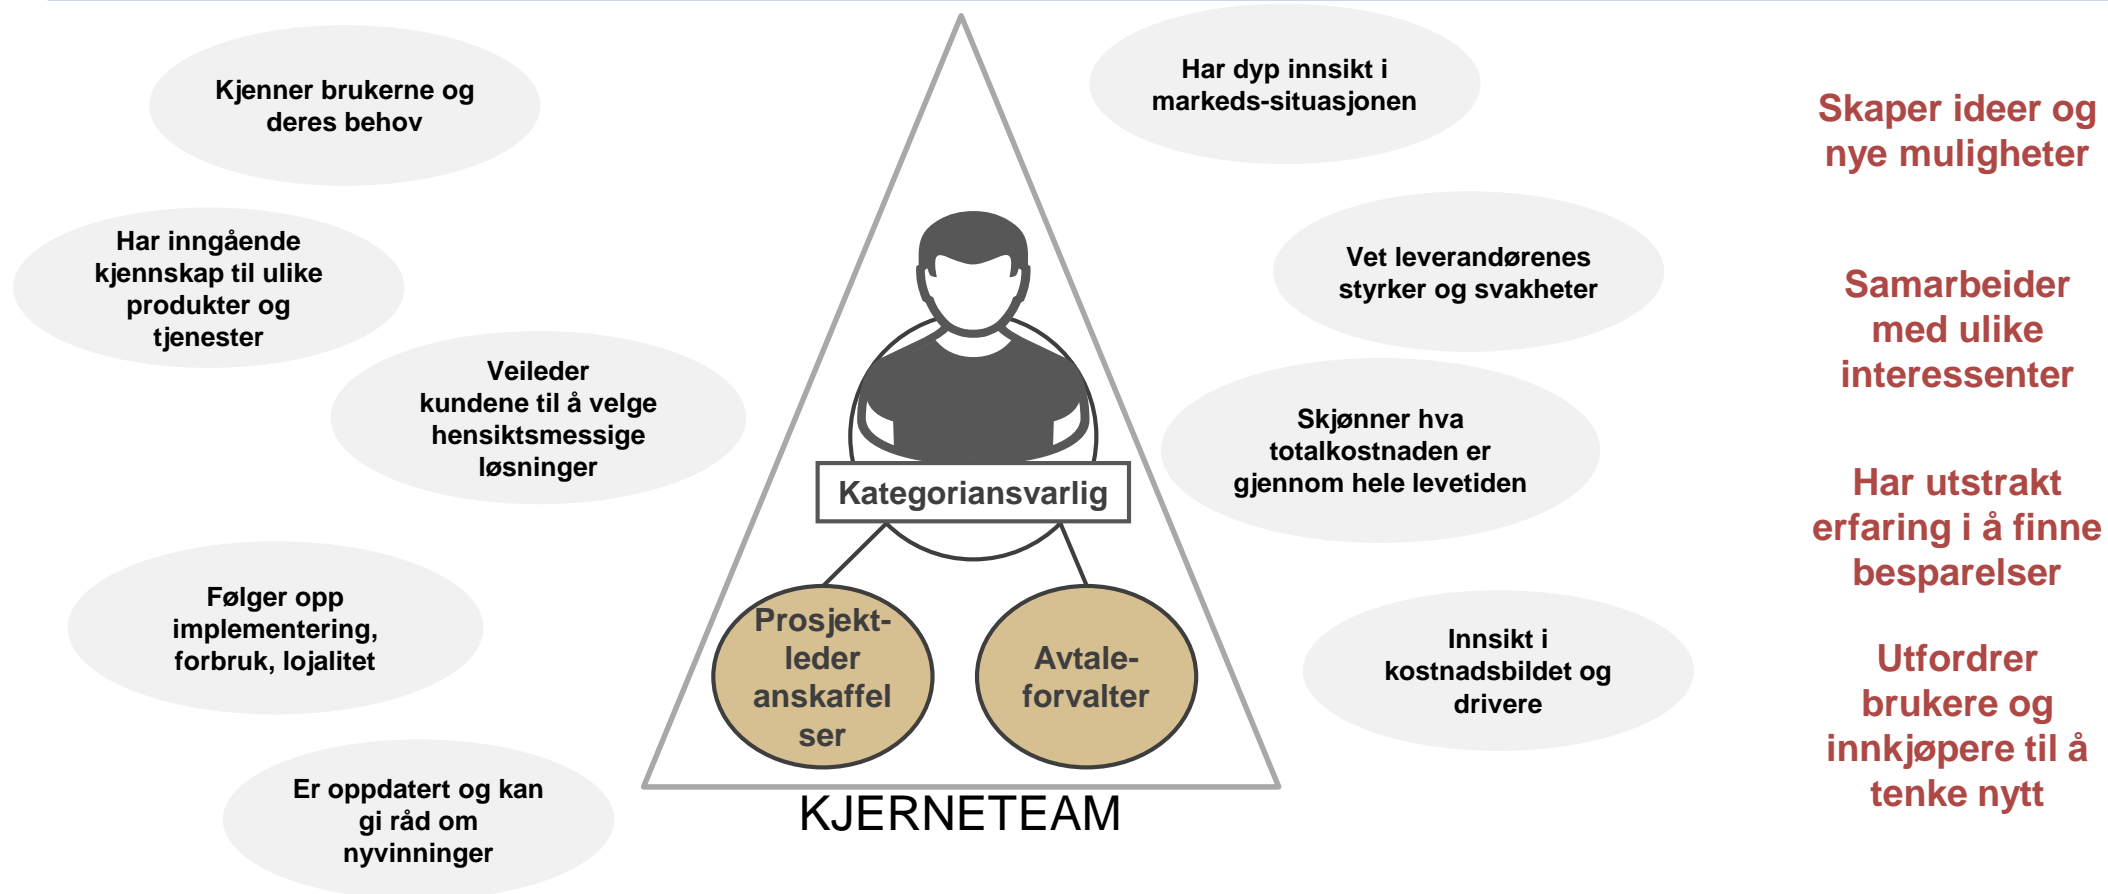 Kjenner brukerne og
deres behov
Har inngående
kjennskap til ulike
produkter og
tjenester
Veileder
kundene til å velge
hensiktsmessige
løsninger
Følger opp
implementering,
forbruk, lojalitet
Er oppdatert og kan
gi råd om
nyvinninger
Kategoriansvarlig
Prosjekt-
leder
anskaffel
ser
Avtale-
forvalter
KJERNETEAM
Har dyp innsikt i
markeds-situasjonen
Vet leverandørenes
styrker og svakheter
Skjønner hva
totalkostnaden er
gjennom hele levetiden
Innsikt i
kostnadsbildet og
drivere
Skaper ideer og
nye muligheter
Samarbeider
med ulike
interessenter
Har utstrakt
erfaring i å finne
besparelser
Utfordrer
brukere og
innkjøpere til å
tenke nytt